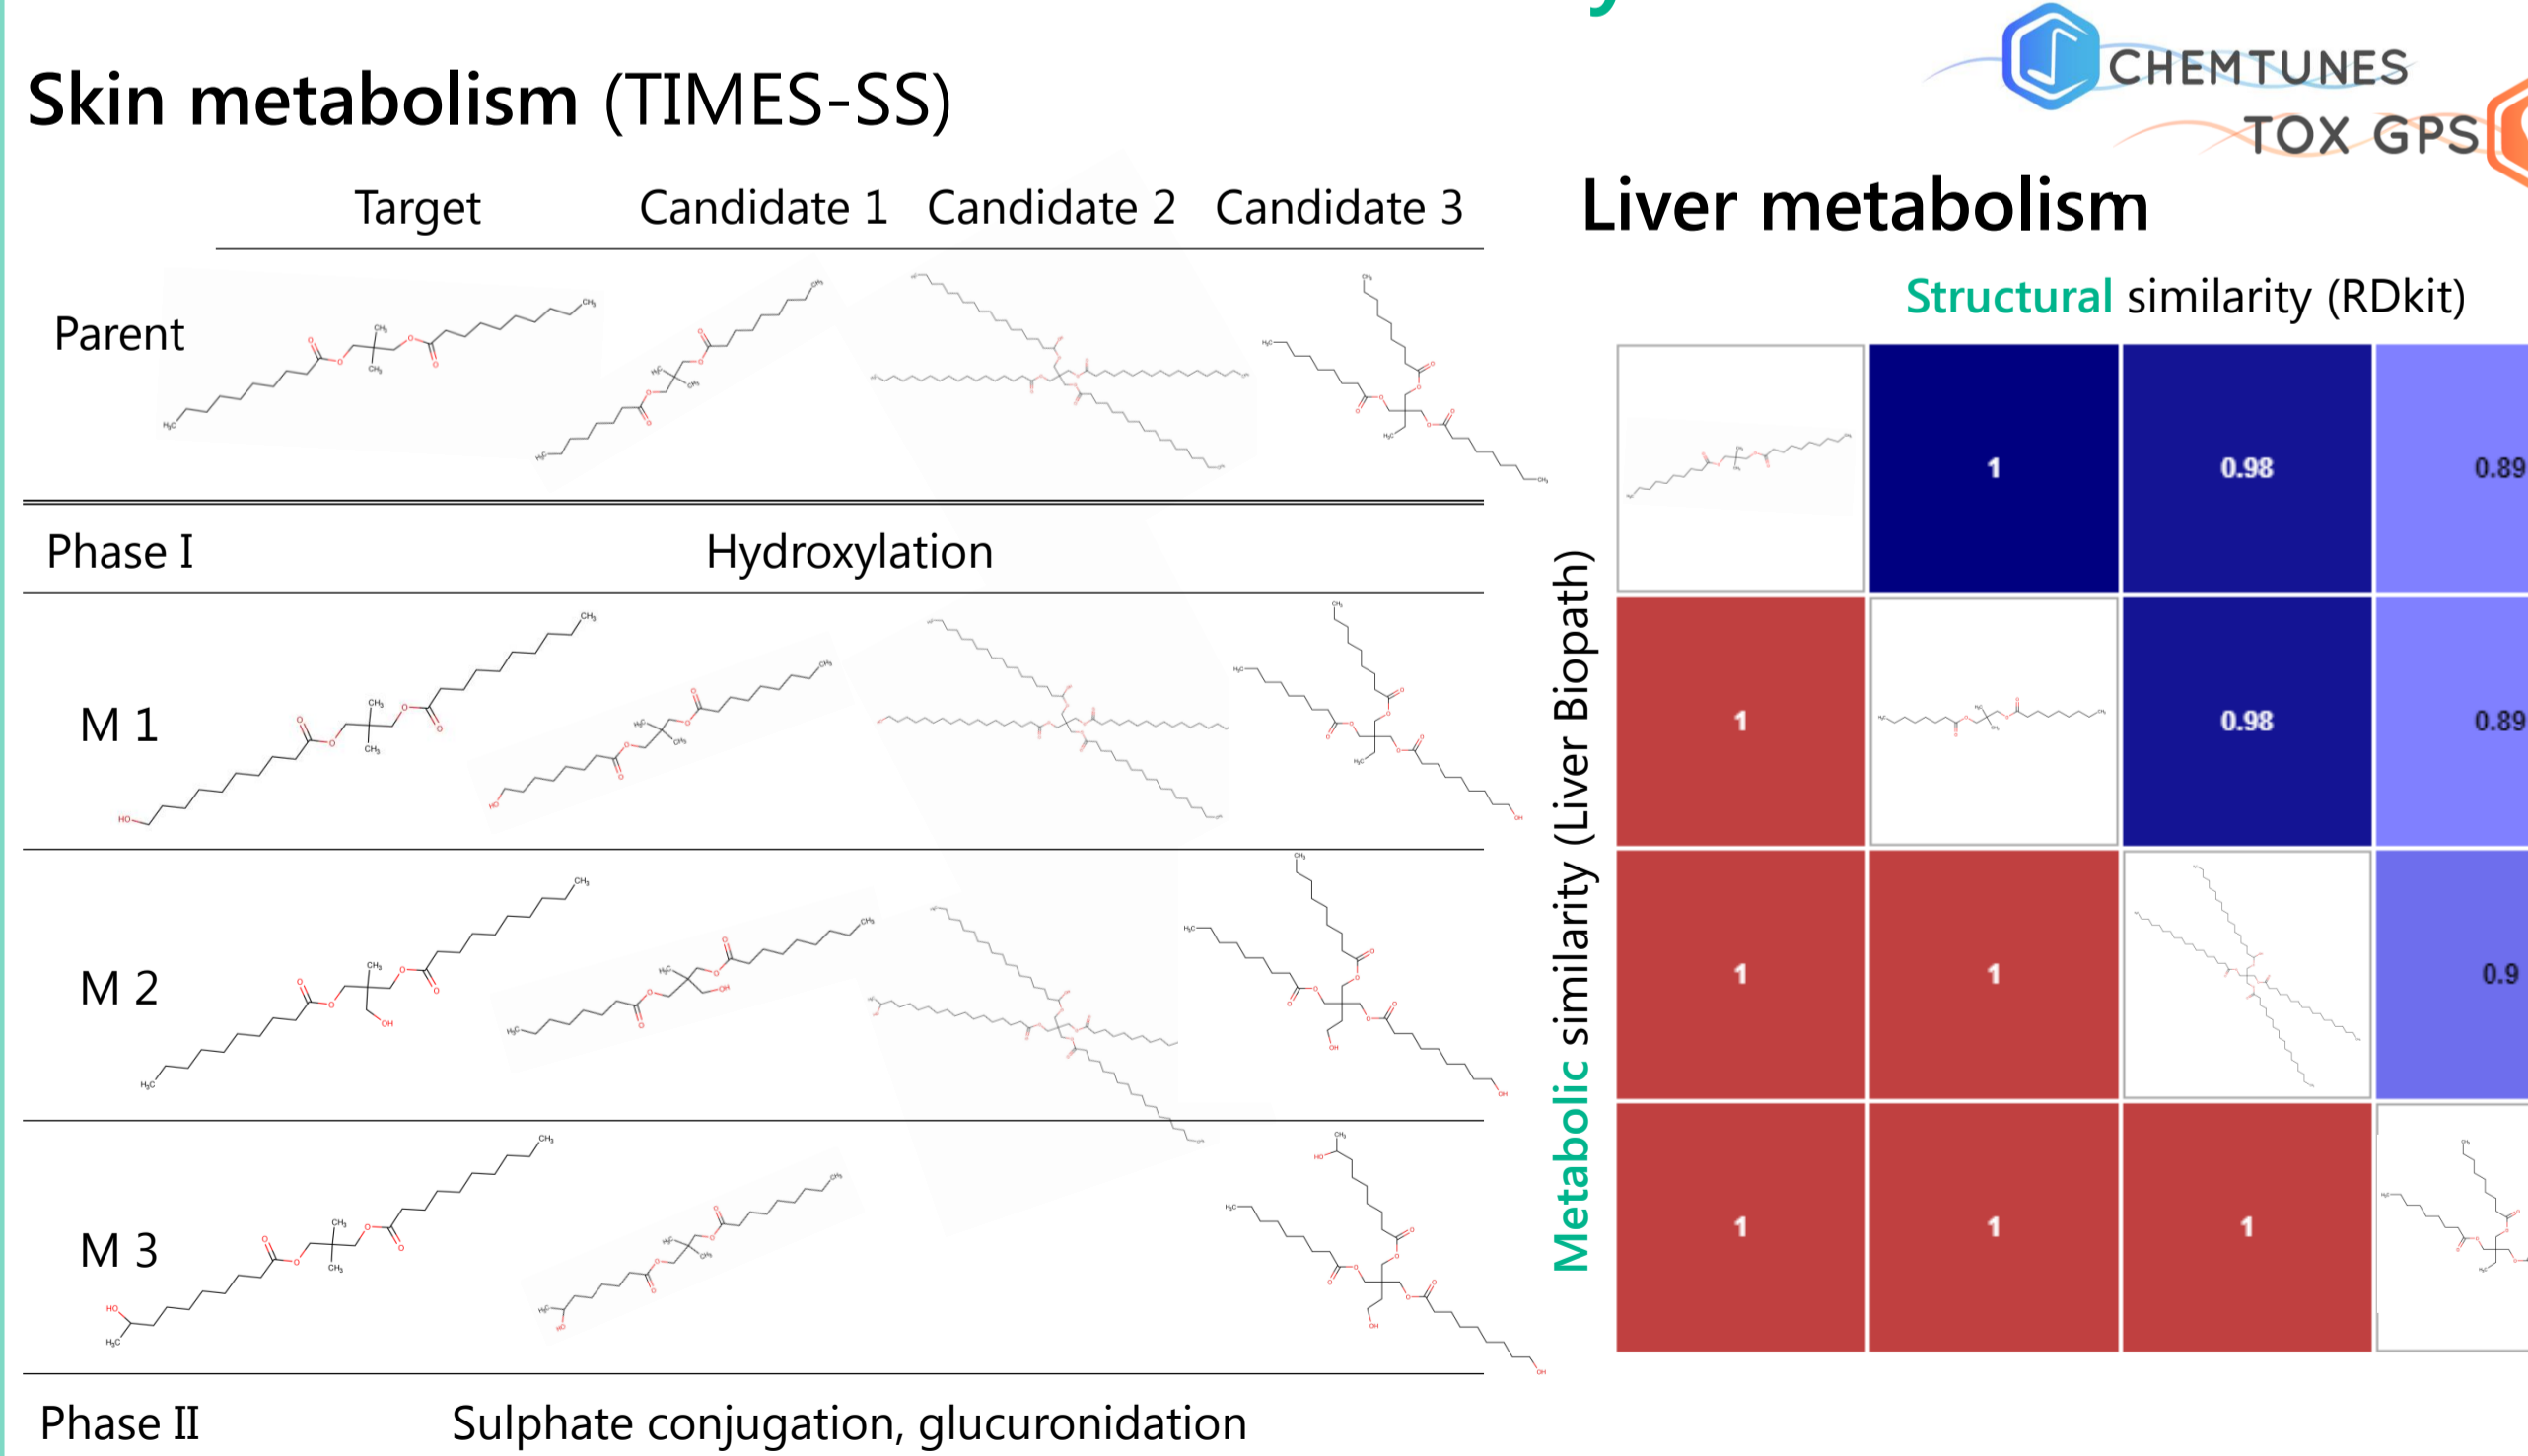 Skin metabolism (TIMES-SS)
CHEMTUNES
TOX GPS
Target Candidate 1 Candidate 2 Candidate 3
Parent
Phase I Hydroxylation
M 1
M 2
M 3
Phase II Sulphate conjugation, glucuronidation
Liver metabolism
Structural similarity (RDkit)
Metabolic similarity (Liver Biopath)
1 0.98 0.89
1 0.98 0.89
1 1 0.9
1 1 1